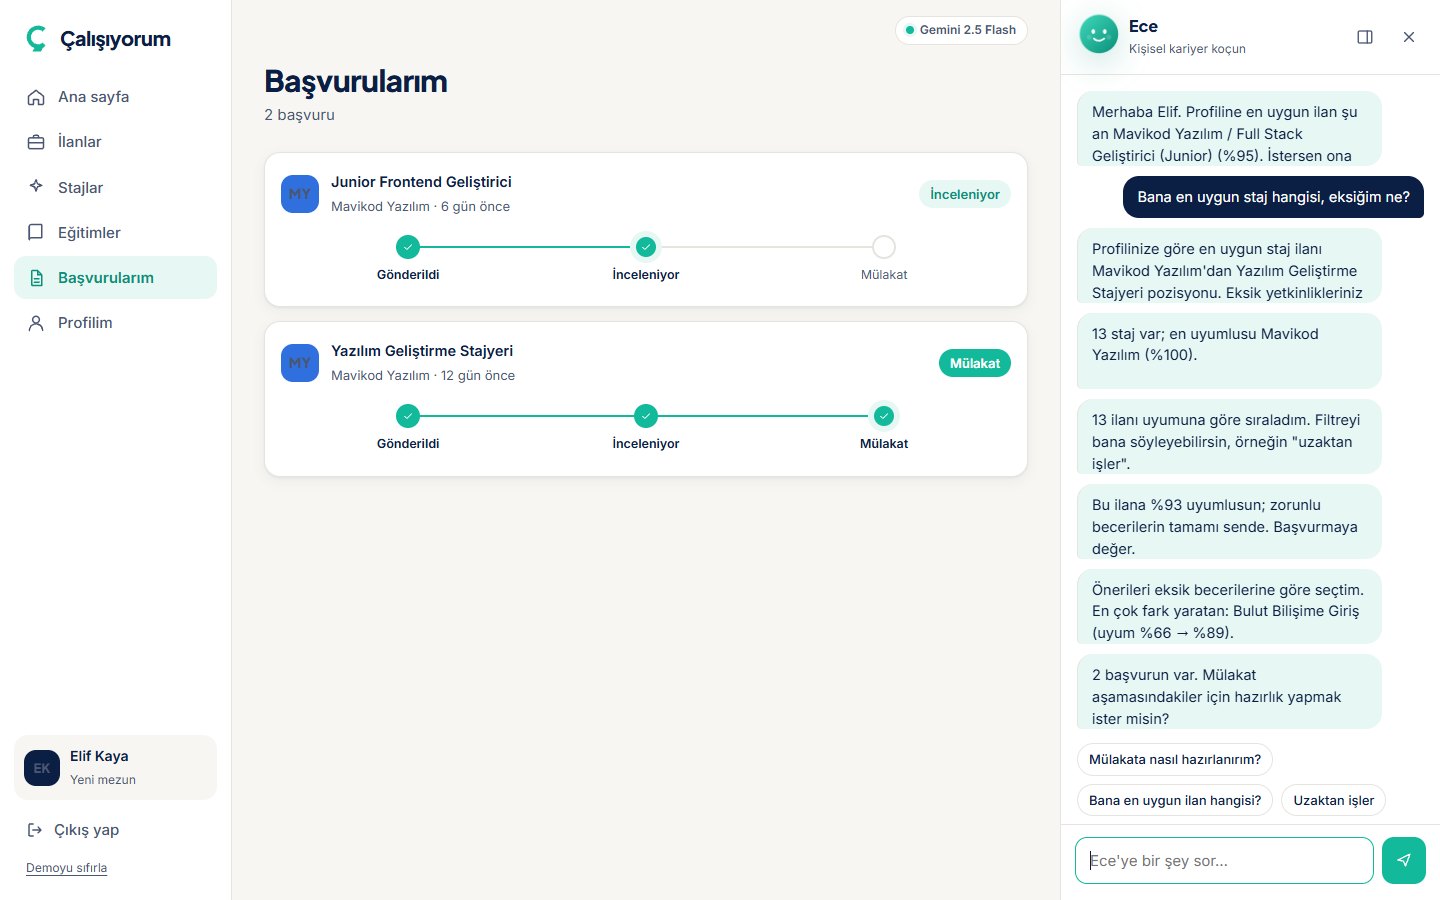 Çalışıyorum
Ana sayfa
İlanlar
Stajlar
Eğitimler
Başvurularım
Profilim
EK
Elif Kaya
Yeni mezun
Çıkış yap
Demoyu sıfırla
Gemini 2.5 Flash
Başvurularım
2 başvuru
MY
Junior Frontend Geliştirici
Mavikod Yazılım · 6 gün önce
İnceleniyor
Gönderildi
İnceleniyor
Mülakat
MY
Yazılım Geliştirme Stajyeri
Mavikod Yazılım · 12 gün önce
Mülakat
Gönderildi
İnceleniyor
Mülakat
Ece
Kişisel kariyer koçun
Merhaba Elif. Profiline en uygun ilan şu
an Mavikod Yazılım / Full Stack
Geliştirici (Junior) (%95). İstersen ona
Bana en uygun staj hangisi, eksiğim ne?
Profilinize göre en uygun staj ilanı
Mavikod Yazılım'dan Yazılım Geliştirme
Stajyeri pozisyonu. Eksik yetkinlikleriniz
13 staj var; en uyumlusu Mavikod
Yazılım (%100).
13 ilanı uyumuna göre sıraladım. Filtreyi
bana söyleyebilirsin, örneğin "uzaktan
işler".
Bu ilana %93 uyumlusun; zorunlu
becerilerin tamamı sende. Başvurmaya
değer.
Önerileri eksik becerilerine göre seçtim.
En çok fark yaratan: Bulut Bilişime Giriş
(uyum %66 → %89).
2 başvurun var. Mülakat
aşamasındakiler için hazırlık yapmak
ister misin?
Mülakata nasıl hazırlanırım?
Bana en uygun ilan hangisi?
Uzaktan işler
Ece'ye bir şey sor...